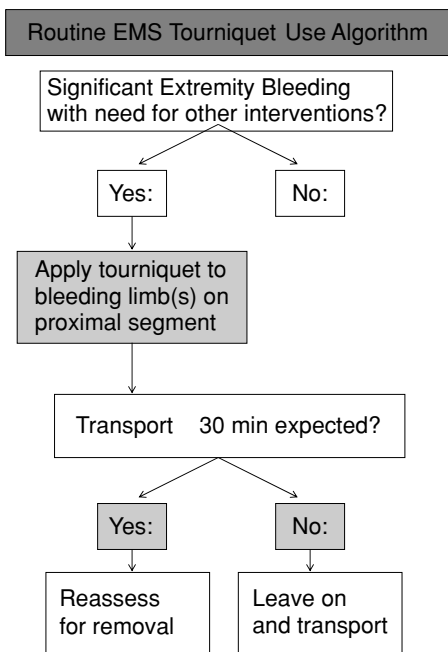 Routine EMS Tourniquet Use Algorithm
Significant Extremity Bleeding
with need for other interventions?
Yes:
No:
Apply tourniquet to
bleeding limb(s) on
proximal segment
Transport 30 min expected?
Yes:
No:
Reassess
for removal
Leave on
and transport